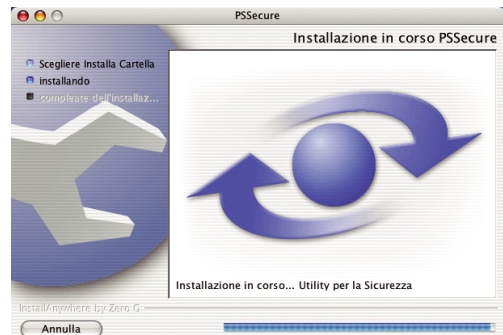 PSSecure
Installazione in corso PSSecure
Scegliere Installa Cartella
installando
compleate dell'installaz...
Installazione in corso... Utility per la Sicurezza
InstallAnywhere by Zero G
Annulla